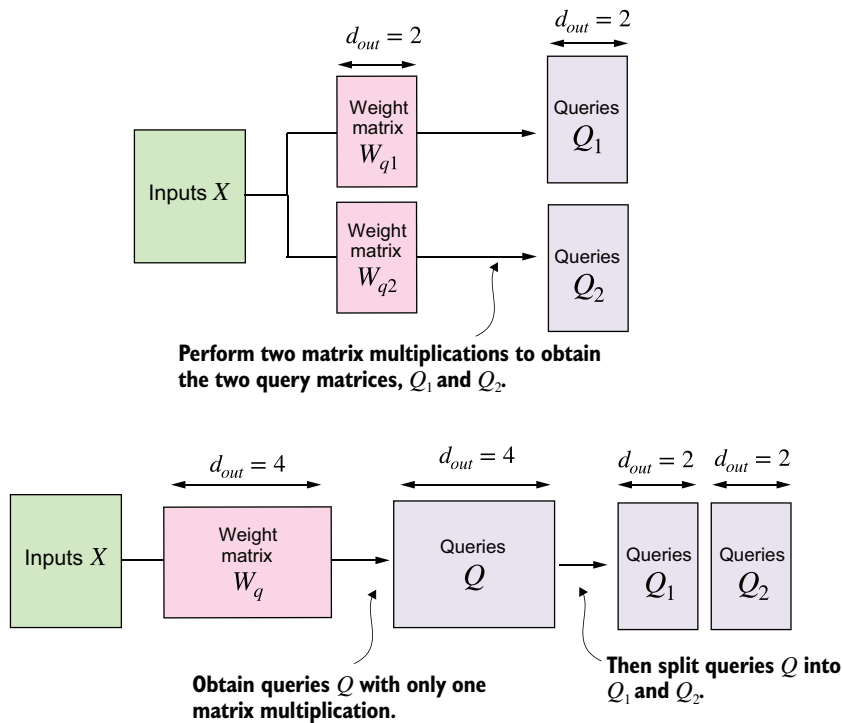 d_out = 2
d_out = 2
Weight
matrix
W_q1
Queries
Q_1
Inputs X
Weight
matrix
W_q2
Queries
Q_2
Perform two matrix multiplications to obtain
the two query matrices, Q_1 and Q_2.
d_out = 4
d_out = 4
d_out = 2
d_out = 2
Inputs X
Weight
matrix
W_q
Queries
Q
Queries
Q_1
Queries
Q_2
Obtain queries Q with only one
matrix multiplication.
Then split queries Q into
Q_1 and Q_2.